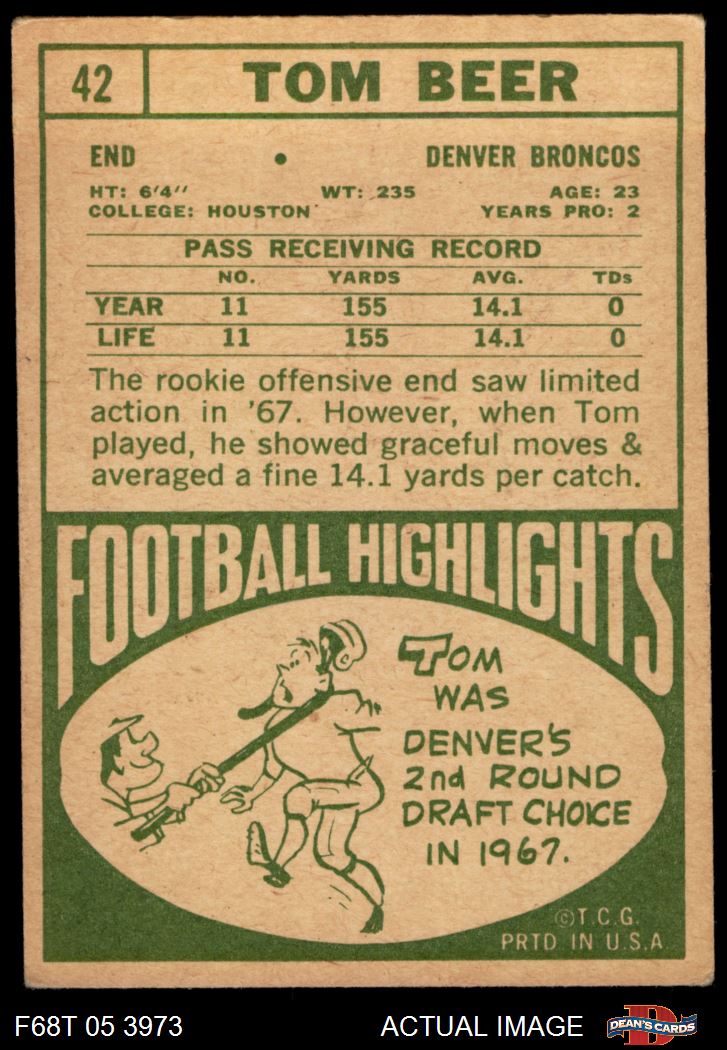 42 TOM BEER
END • DENVER BRONCOS
HT: 6'4'' WT: 235 AGE: 23
COLLEGE: HOUSTON YEARS PRO: 2
PASS RECEIVING RECORD
NO. YARDS AVG. TDs
YEAR 11 155 14.1 0
LIFE 11 155 14.1 0
The rookie offensive end saw limited
action in '67. However, when Tom
played, he showed graceful moves &
averaged a fine 14.1 yards per catch.
FOOTBALL HIGHLIGHTS
TOM
WAS
DENVER'S
2nd ROUND
DRAFT CHOICE
IN 1967.
©T.C.G.
PRTD IN U.S.A
F68T 05 3973 ACTUAL IMAGE D DEAN'S CARDS